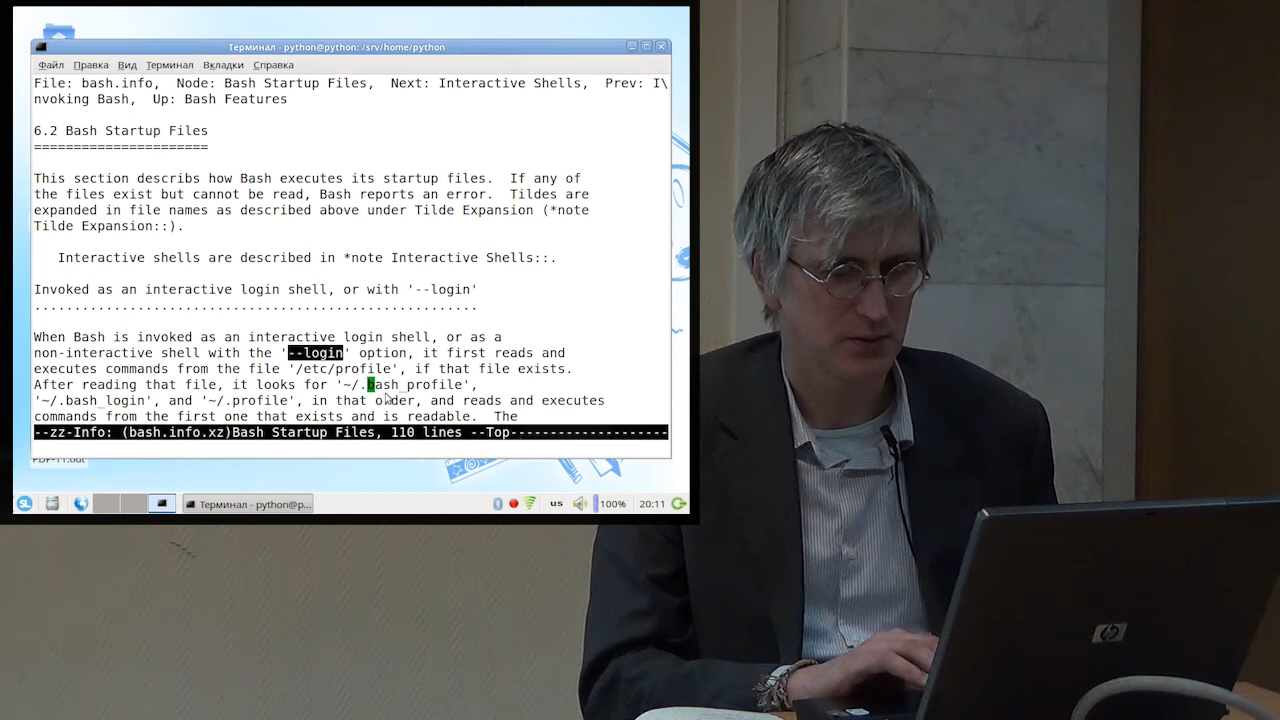 Терминал - python@python: /srv/home/python
Файл Правка Вид Терминал Вкладки Справка
File: bash.info,  Node: Bash Startup Files,  Next: Interactive Shells,  Prev: I\
nvoking Bash,  Up: Bash Features
6.2 Bash Startup Files
======================
This section describes how Bash executes its startup files.  If any of
the files exist but cannot be read, Bash reports an error.  Tildes are
expanded in file names as described above under Tilde Expansion (*note
Tilde Expansion::).
Interactive shells are described in *note Interactive Shells::.
Invoked as an interactive login shell, or with '--login'
........................................................
When Bash is invoked as an interactive login shell, or as a
non-interactive shell with the '--login' option, it first reads and
executes commands from the file '/etc/profile', if that file exists.
After reading that file, it looks for '~/.bash_profile',
'~/.bash_login', and '~/.profile', in that order, and reads and executes
commands from the first one that exists and is readable.  The
--zz-Info: (bash.info.xz)Bash Startup Files, 110 lines --Top--------------------
PDP-11.odt
Терминал - python@p...
us
100%
20:11
hp